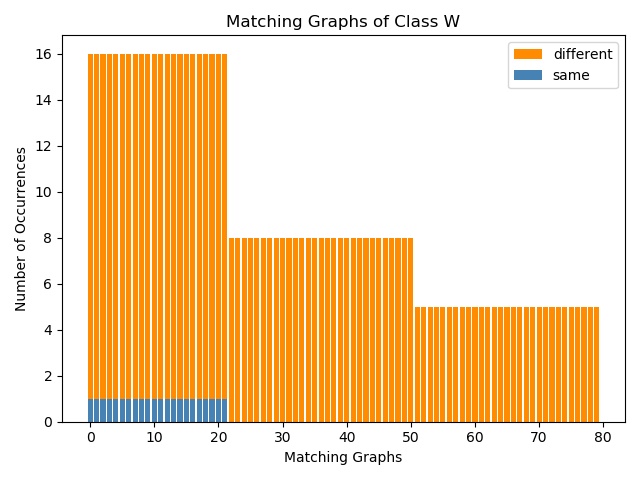 Matching Graphs of Class W
different
same
Number of Occurrences
16
14
12
10
8
6
4
2
0
0 10 20 30 40 50 60 70 80
Matching Graphs